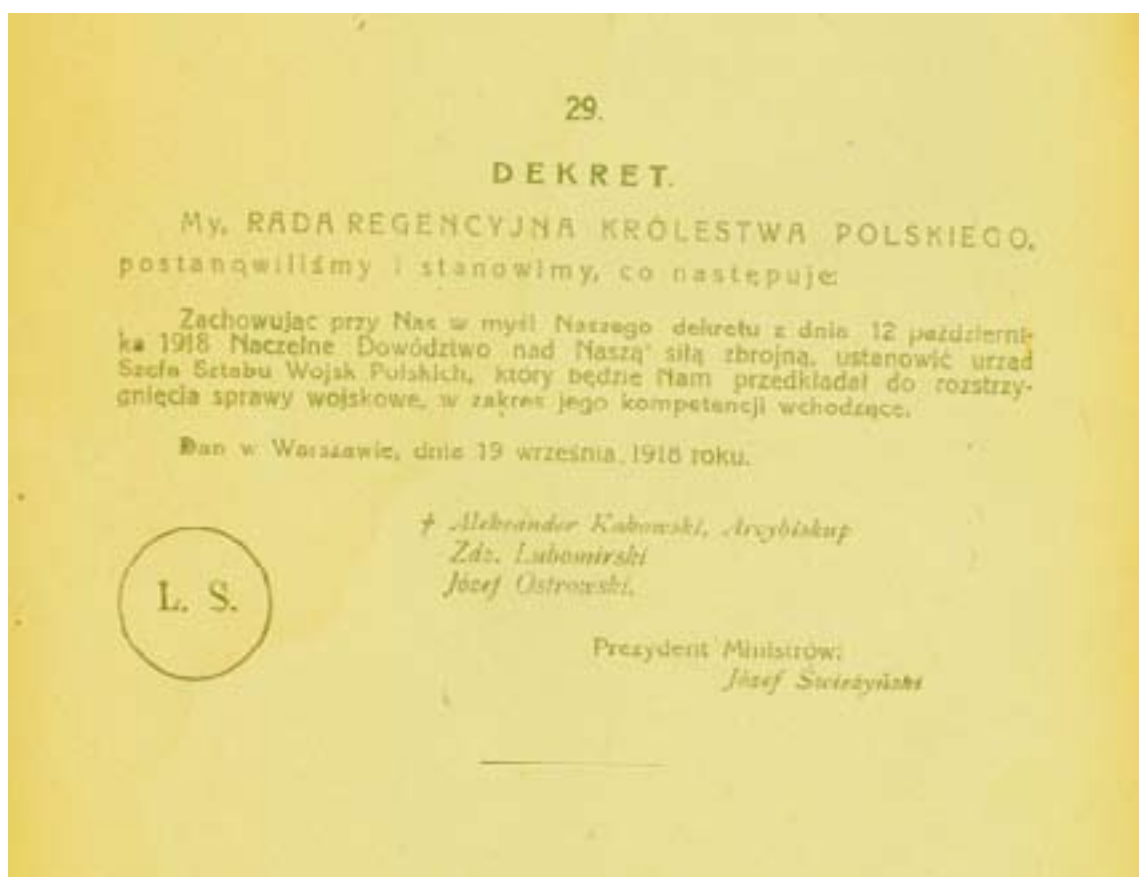 29.
DEKRET.
My, RADA REGENCYJNA KRÓLESTWA POLSKIEGO,
postanowiliśmy i stanowimy, co następuje:
Zachowując przy Nas w myśl Naszego dekretu z dnia 12 październi-
ka 1918 Naczelne Dowództwo nad Naszą siłą zbrojną, ustanowić urząd
Szefa Sztabu Wojsk Polskich, który będzie Nam przedkładał do rozstrzy-
gnięcia sprawy wojskowe, w zakres jego kompetancji wchodzące.
Dan w Warszawie, dnia 19 września 1918 roku.
† Aleksander Kakowski, Arcybiskup
Zdz. Lubomirski
Józef Ostrowski.
L. S.
Prezydent Ministrów:
Józef Świeżyński